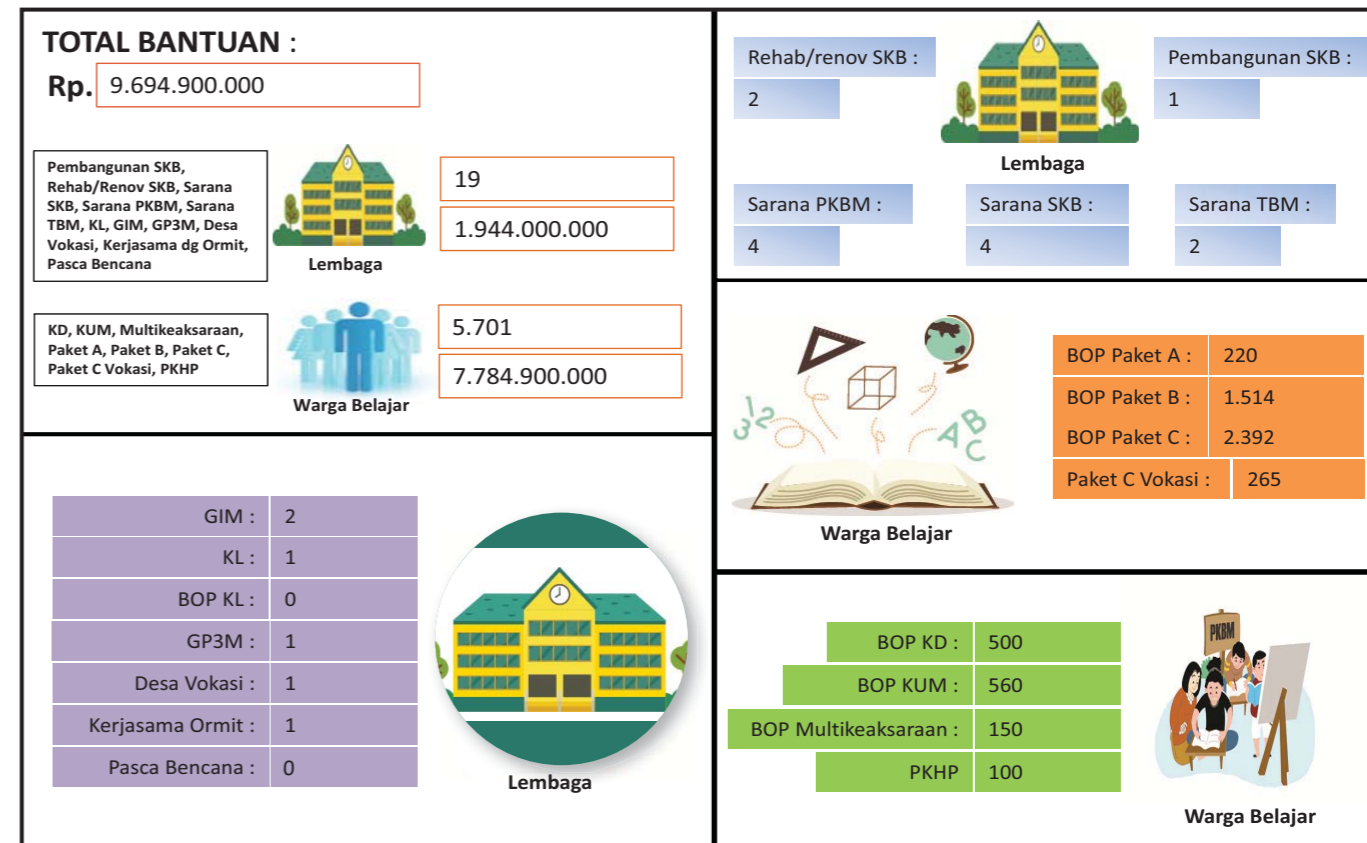 TOTAL BANTUAN :
Rp. 9.694.900.000
Pembangunan SKB,
Rehab/Renov SKB, Sarana
SKB, Sarana PKBM, Sarana
TBM, KL, GIM, GP3M, Desa
Vokasi, Kerjasama dg Ormit,
Pasca Bencana
Lembaga
19
1.944.000.000
KD, KUM, Multikeaksaraan,
Paket A, Paket B, Paket C,
Paket C Vokasi, PKHP
Warga Belajar
5.701
7.784.900.000
Rehab/renov SKB :
2
Pembangunan SKB :
1
Lembaga
Sarana PKBM :
4
Sarana SKB :
4
Sarana TBM :
2
123
ABC
Warga Belajar
BOP Paket A : 220
BOP Paket B : 1.514
BOP Paket C : 2.392
Paket C Vokasi : 265
GIM : 2
KL : 1
BOP KL : 0
GP3M : 1
Desa Vokasi : 1
Kerjasama Ormit : 1
Pasca Bencana : 0
Lembaga
BOP KD : 500
BOP KUM : 560
BOP Multikeaksaraan : 150
PKHP 100
PKBM
Warga Belajar